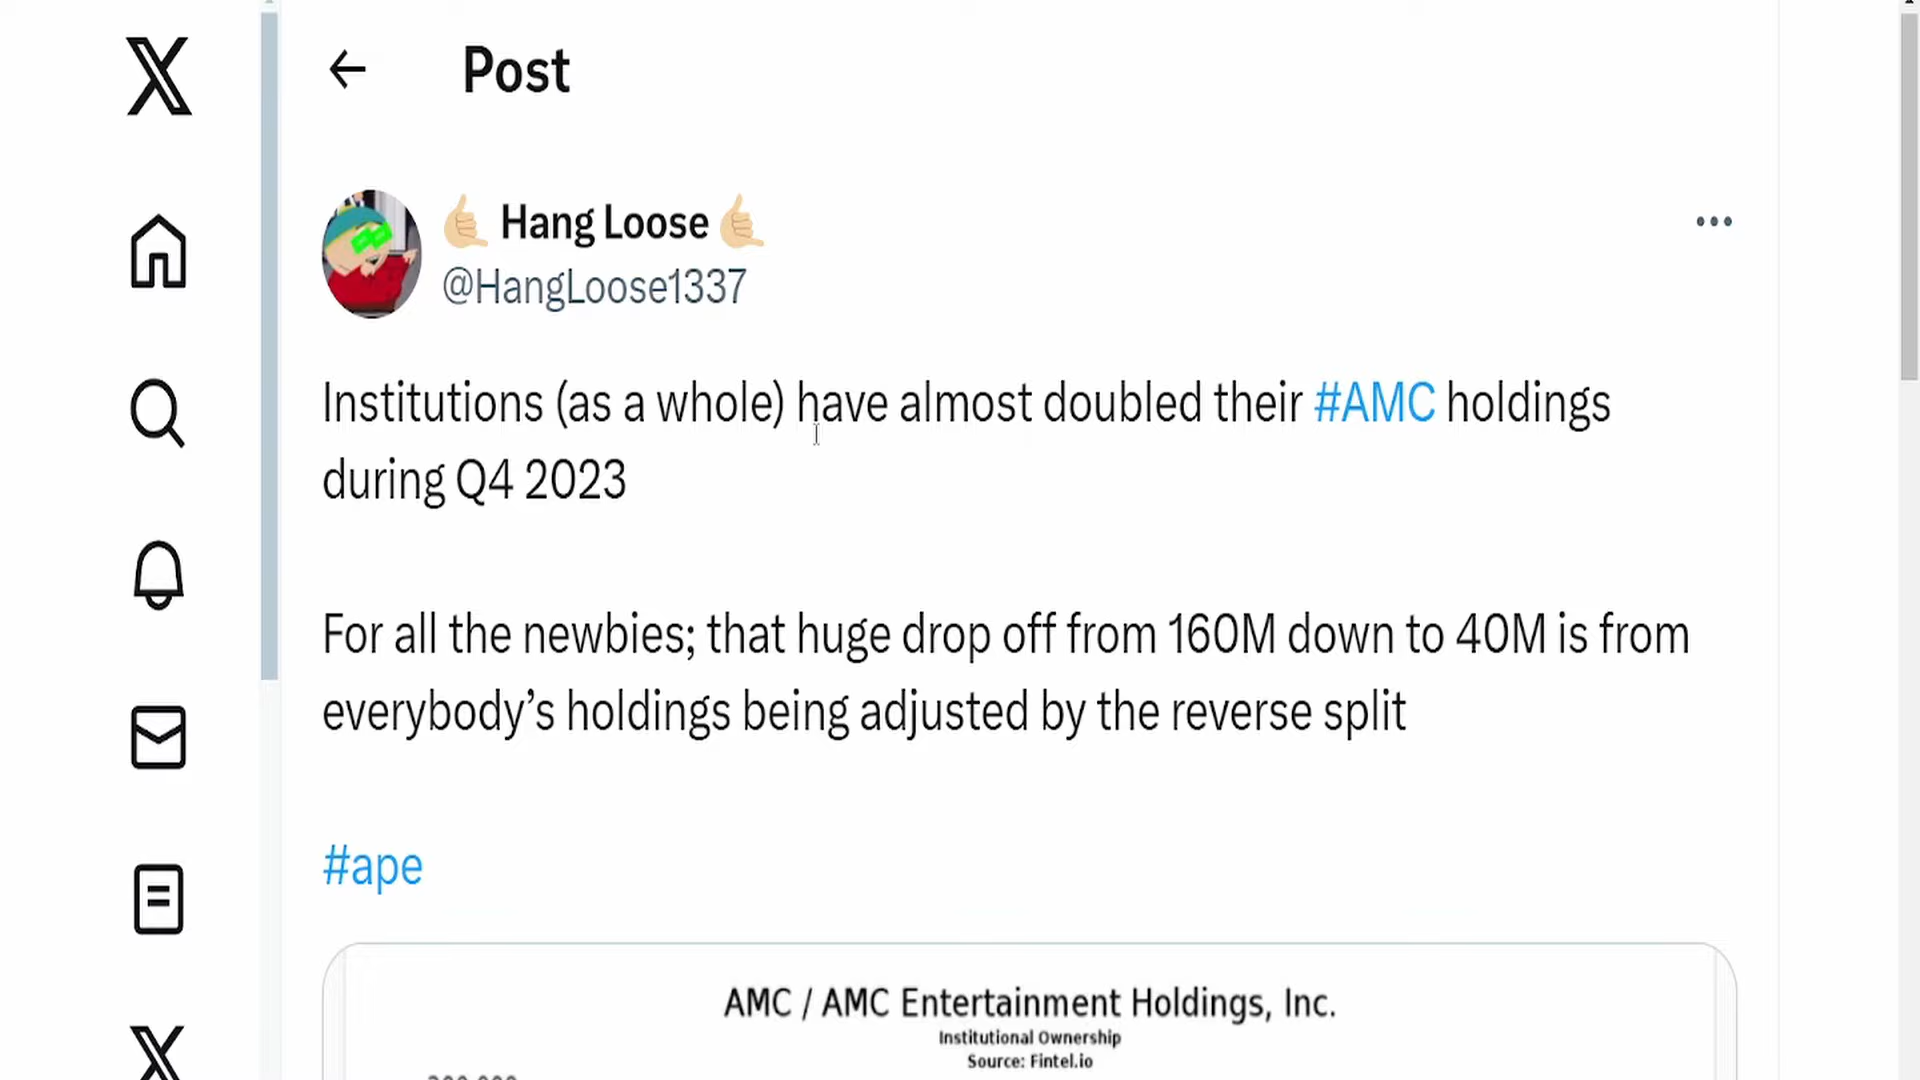 Post
Hang Loose
@HangLoose1337
Institutions (as a whole) have almost doubled their #AMC holdings
during Q4 2023
For all the newbies; that huge drop off from 160M down to 40M is from
everybody’s holdings being adjusted by the reverse split
#ape
AMC / AMC Entertainment Holdings, Inc.
Institutional Ownership
Source: Fintel.io